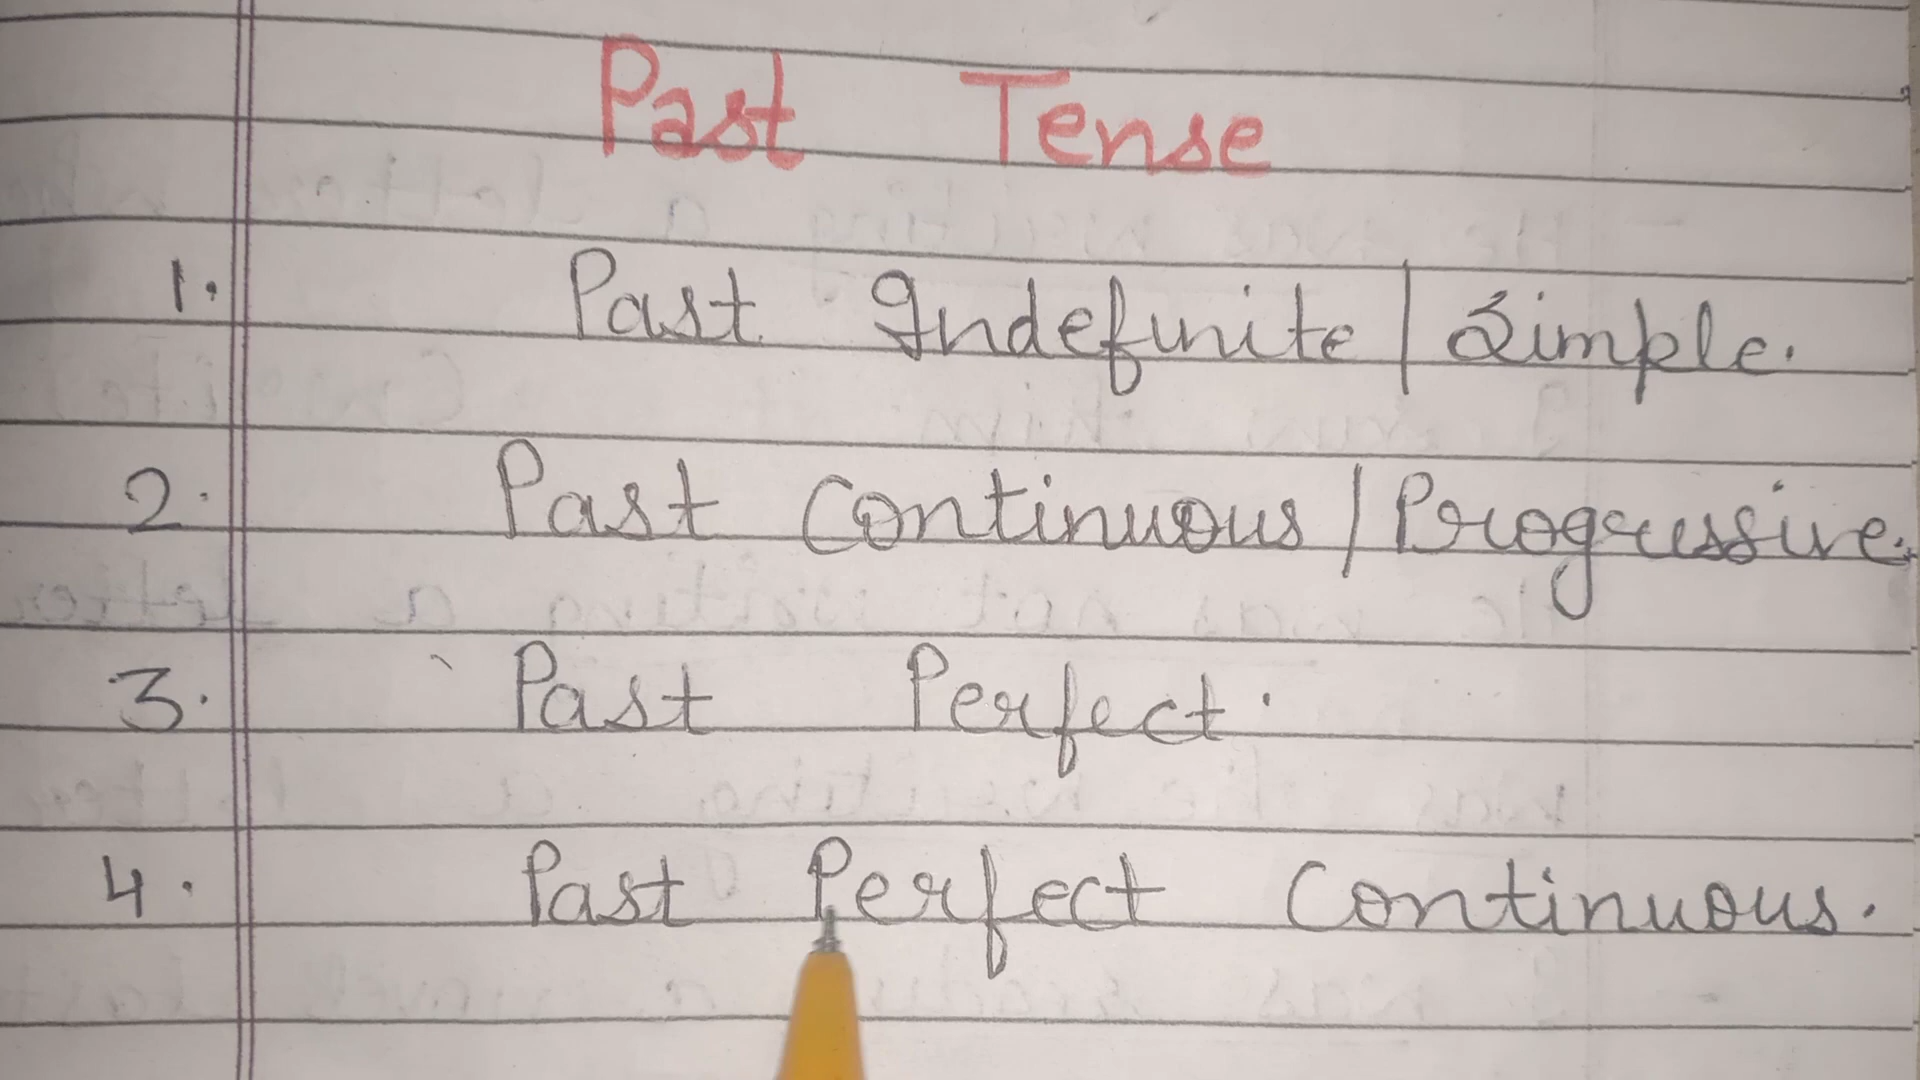 Past Tense
1. Past Indefinite/Simple.
2. Past Continuous/Progressive.
3. Past Perfect.
4. Past Perfect Continuous.